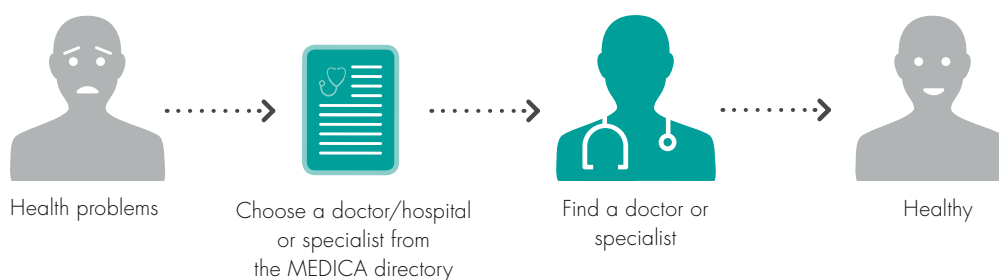 Health problems
Choose a doctor/hospital
or specialist from
the MEDICA directory
Find a doctor or
specialist
Healthy